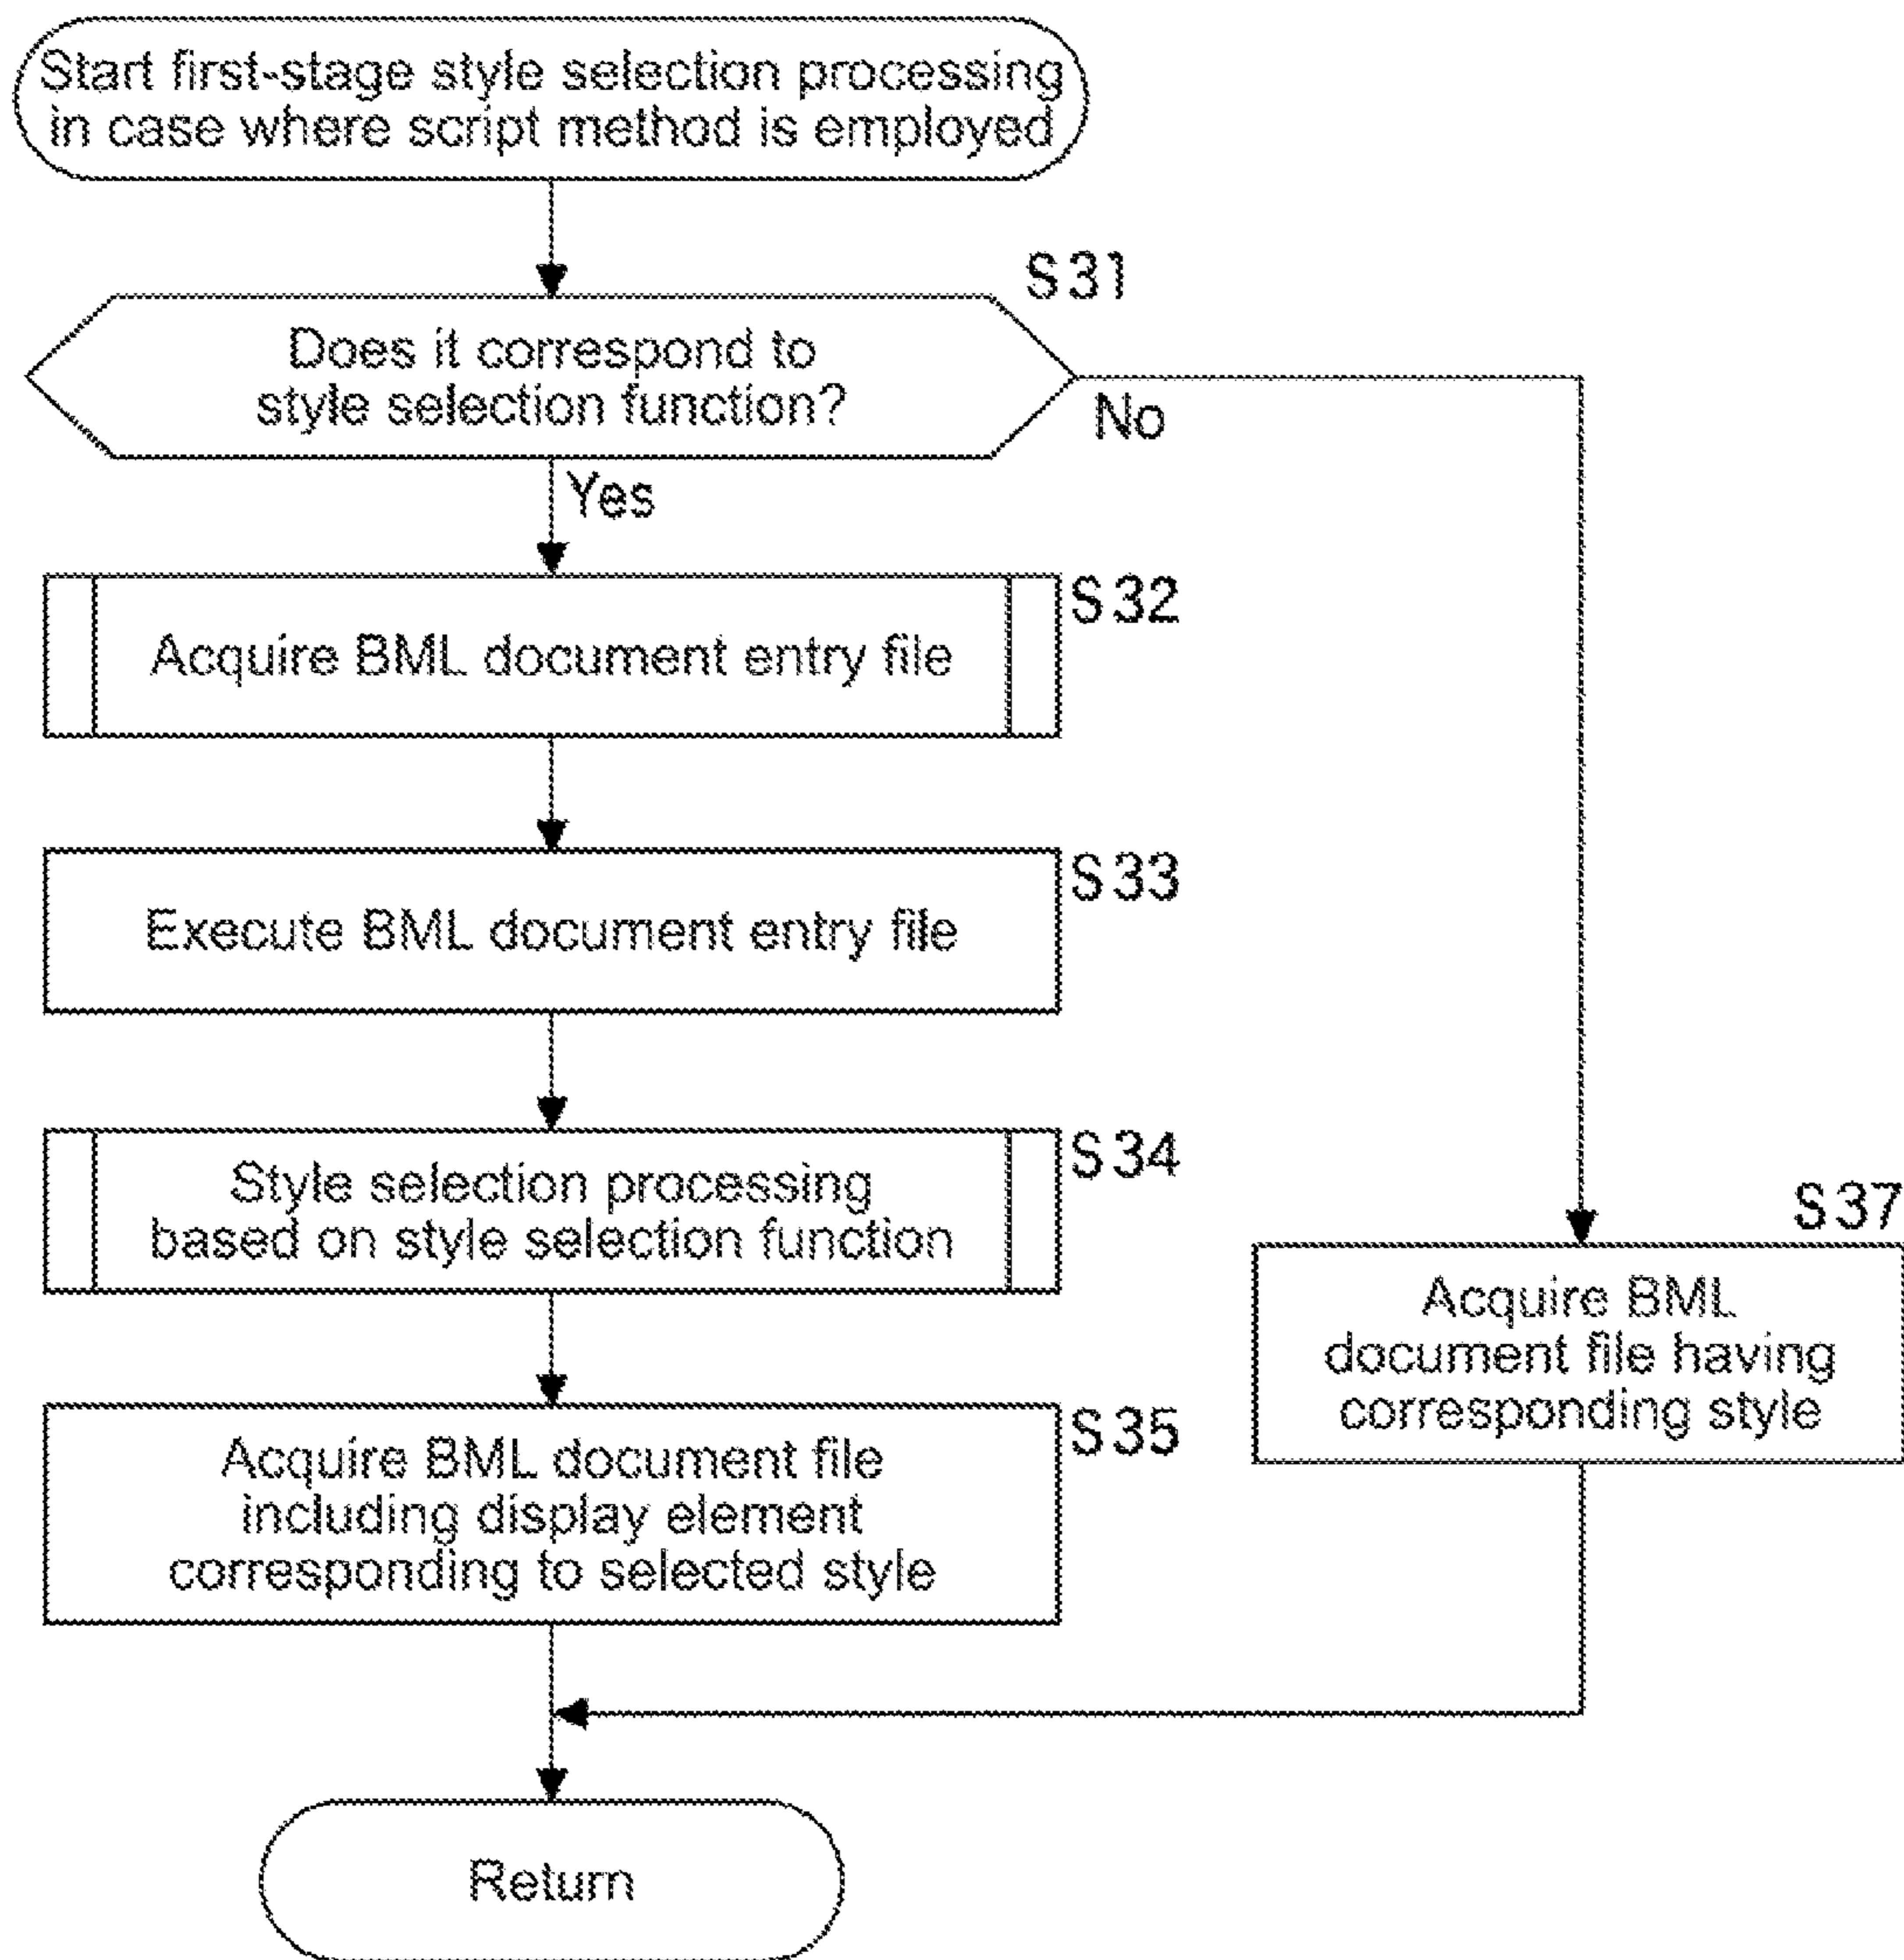 Start first-stage style selection processing
in case where script method is employed
S31
Does it correspond to
style selection function?
No
Yes
S32
Acquire BML document entry file
S33
Execute BML document entry file
S34
Style selection processing
based on style selection function
S37
Acquire BML
document file having
corresponding style
S35
Acquire BML document file
including display element
corresponding to selected style
Return